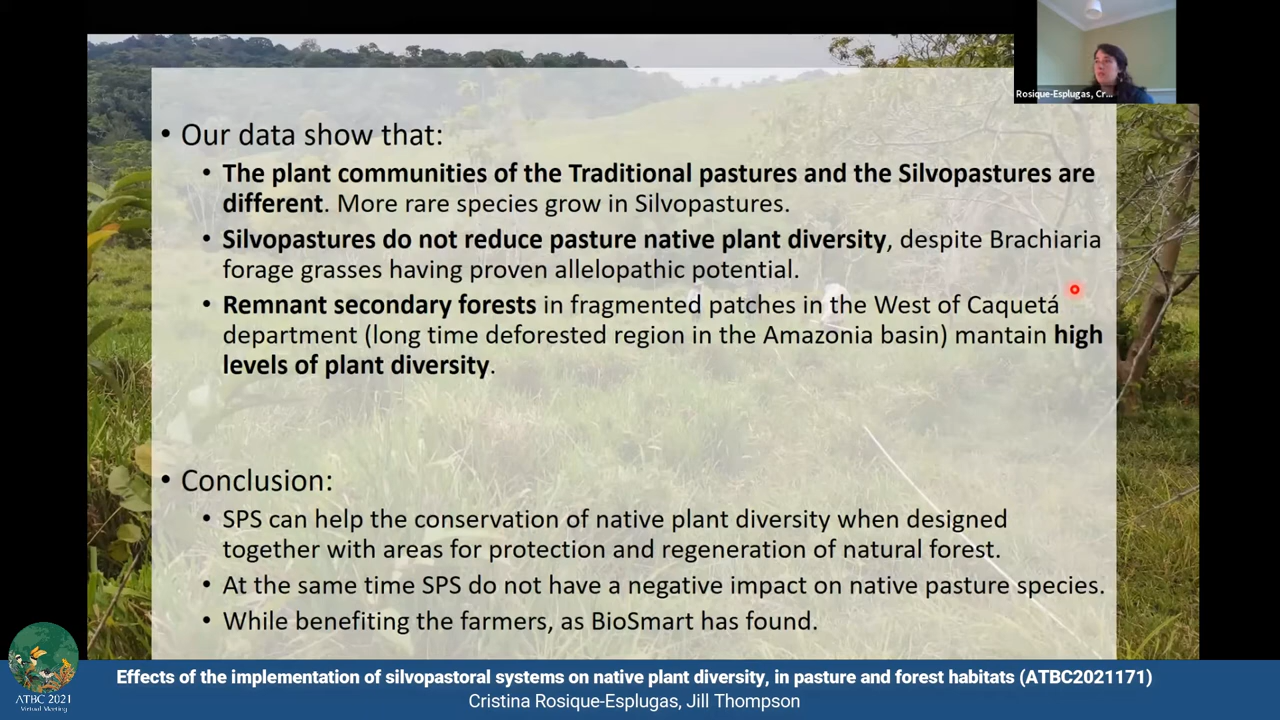 Rosique-Esplugas, Cr...
• Our data show that:
• The plant communities of the Traditional pastures and the Silvopastures are
different. More rare species grow in Silvopastures.
• Silvopastures do not reduce pasture native plant diversity, despite Brachiaria
forage grasses having proven allelopathic potential.
• Remnant secondary forests in fragmented patches in the West of Caquetá
department (long time deforested region in the Amazonia basin) mantain high
levels of plant diversity.
• Conclusion:
• SPS can help the conservation of native plant diversity when designed
together with areas for protection and regeneration of natural forest.
• At the same time SPS do not have a negative impact on native pasture species.
• While benefiting the farmers, as BioSmart has found.
ATBC 2021
Virtual Meeting
Effects of the implementation of silvopastoral systems on native plant diversity, in pasture and forest habitats (ATBC2021171)
Cristina Rosique-Esplugas, Jill Thompson